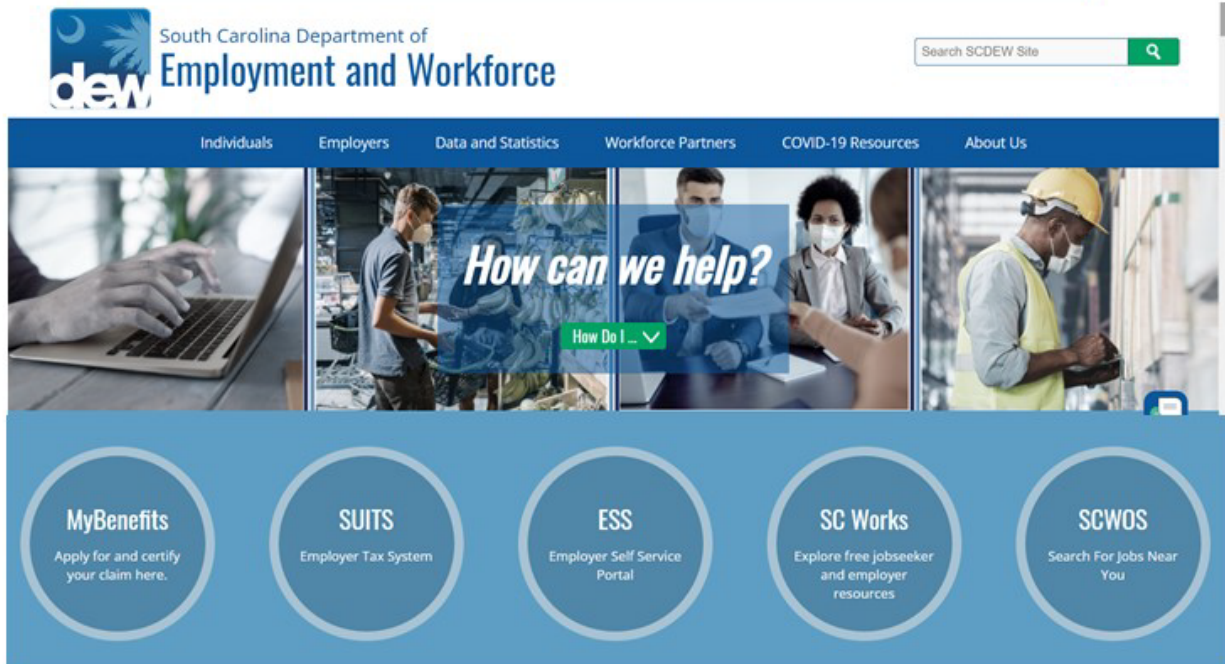 South Carolina Department of
Employment and Workforce
dew
Search SCDEW Site
Individuals Employers Data and Statistics Workforce Partners COVID-19 Resources About Us
How can we help?
How Do I ...
MyBenefits
Apply for and certify
your claim here.
SUITS
Employer Tax System
ESS
Employer Self Service
Portal
SC Works
Explore free jobseeker
and employer
resources
SCWOS
Search For Jobs Near
You